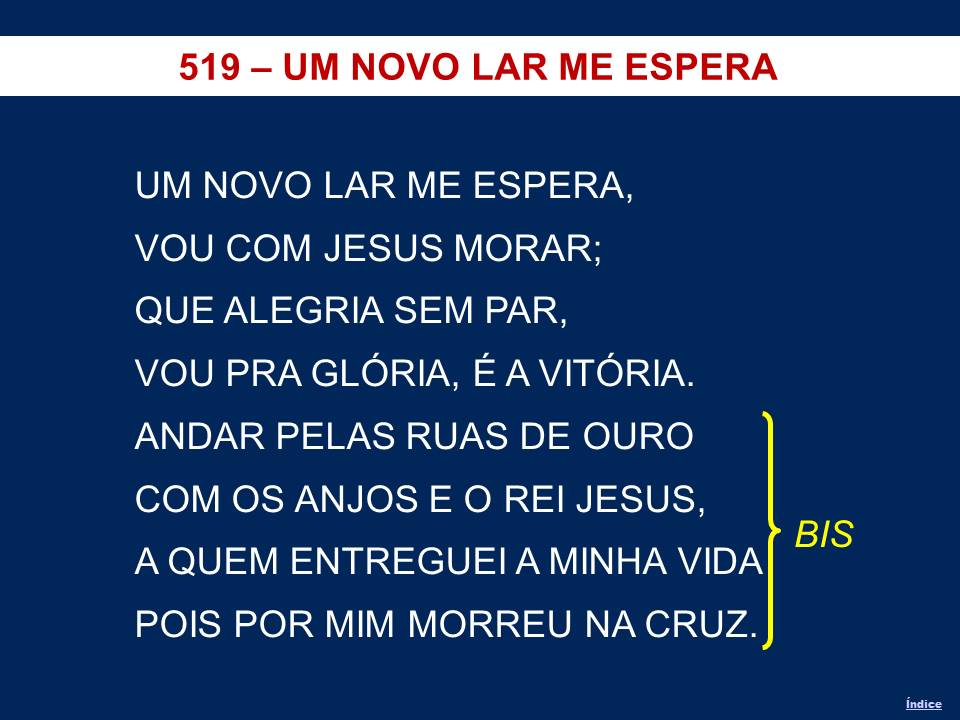 519 – UM NOVO LAR ME ESPERA
UM NOVO LAR ME ESPERA,
VOU COM JESUS MORAR;
QUE ALEGRIA SEM PAR,
VOU PRA GLÓRIA, É A VITÓRIA.
ANDAR PELAS RUAS DE OURO
COM OS ANJOS E O REI JESUS,
A QUEM ENTREGUEI A MINHA VIDA
POIS POR MIM MORREU NA CRUZ.
BIS
Índice